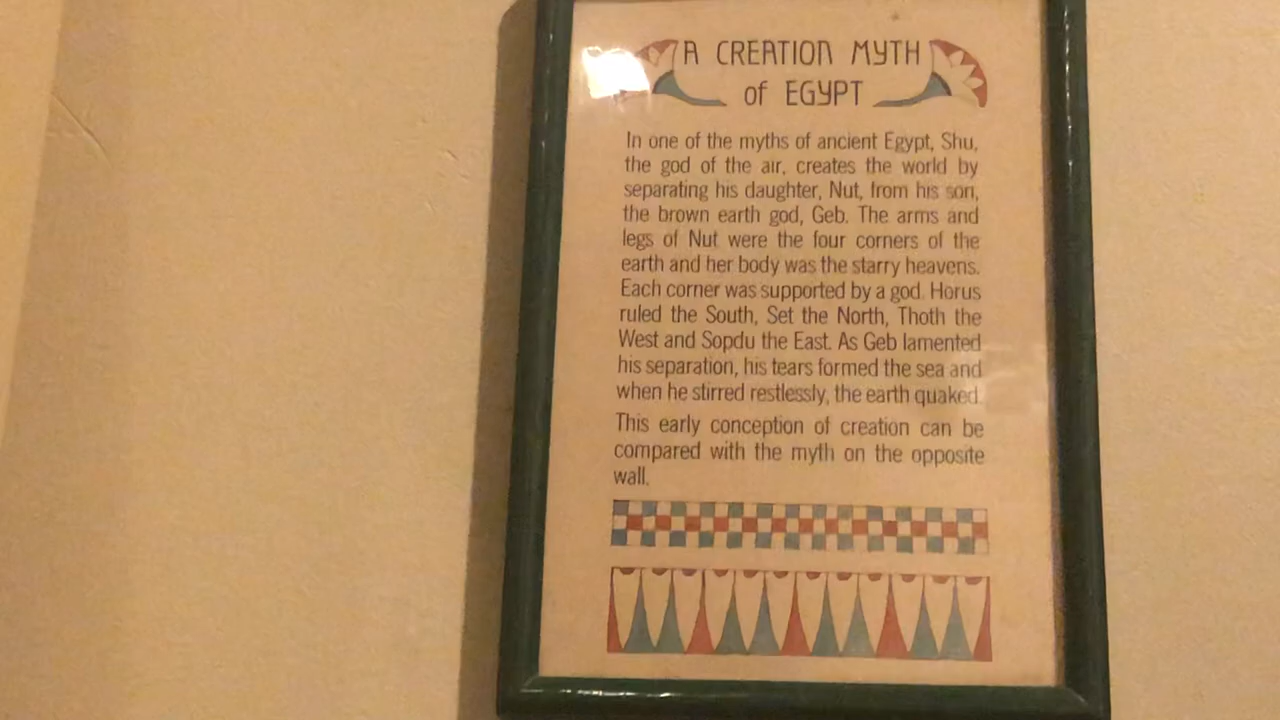 A CREATION MYTH
of EGYPT
In one of the myths of ancient Egypt, Shu,
the god of the air, creates the world by
separating his daughter, Nut, from his son,
the brown earth god, Geb. The arms and
legs of Nut were the four corners of the
earth and her body was the starry heavens.
Each corner was supported by a god. Horus
ruled the South, Set the North, Thoth the
West and Sopdu the East. As Geb lamented
his separation, his tears formed the sea and
when he stirred restlessly, the earth quaked.
This early conception of creation can be
compared with the myth on the opposite
wall.